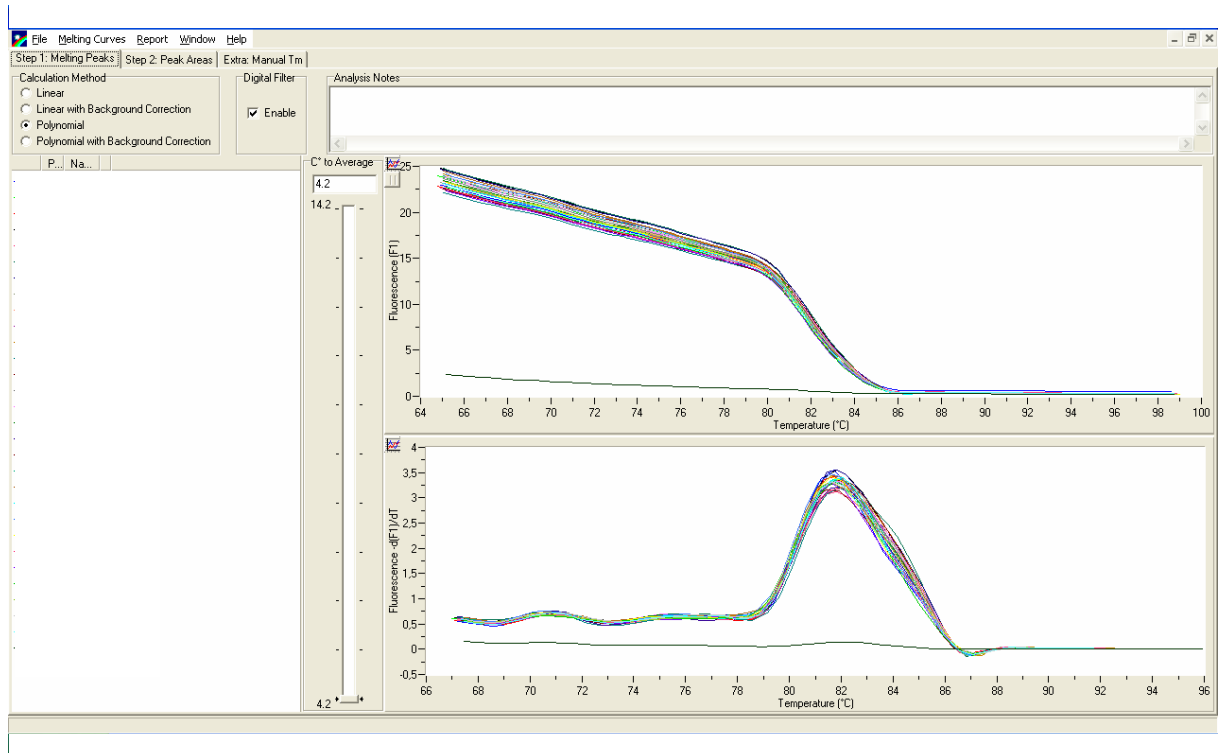 File Melting Curves Report Window Help
Step 1: Melting Peaks Step 2: Peak Areas Extra: Manual Tm
Calculation Method
Linear
Linear with Background Correction
Polynomial
Polynomial with Background Correction
Digital Filter
Enable
Analysis Notes
P... Na...
C° to Average
4.2
14.2
4.2
Fluorescence (F1)
25
20
15
10
5
0
64 66 68 70 72 74 76 78 80 82 84 86 88 90 92 94 96 98 100
Temperature (°C)
Fluorescence -d(F1)/dT
4
3,5
3
2,5
2
1,5
1
0,5
0
-0,5
66 68 70 72 74 76 78 80 82 84 86 88 90 92 94 96
Temperature (°C)